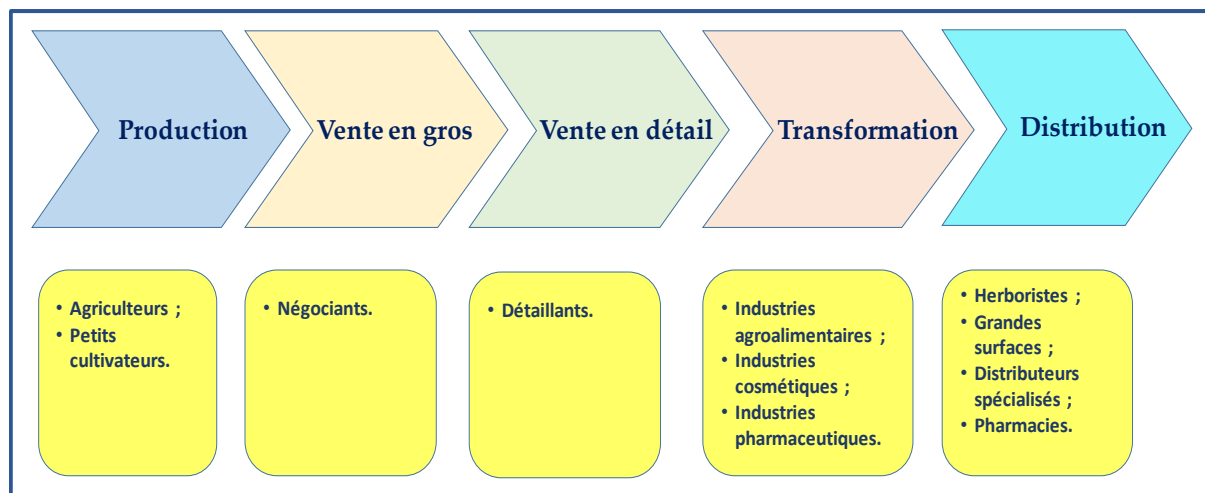 Production
Vente en gros
Vente en détail
Transformation
Distribution
• Agriculteurs ;
• Petits
cultivateurs.
• Négociants.
• Détaillants.
• Industries
agroalimentaires ;
• Industries
cosmétiques ;
• Industries
pharmaceutiques.
• Herboristes ;
• Grandes
surfaces ;
• Distributeurs
spécialisés ;
• Pharmacies.